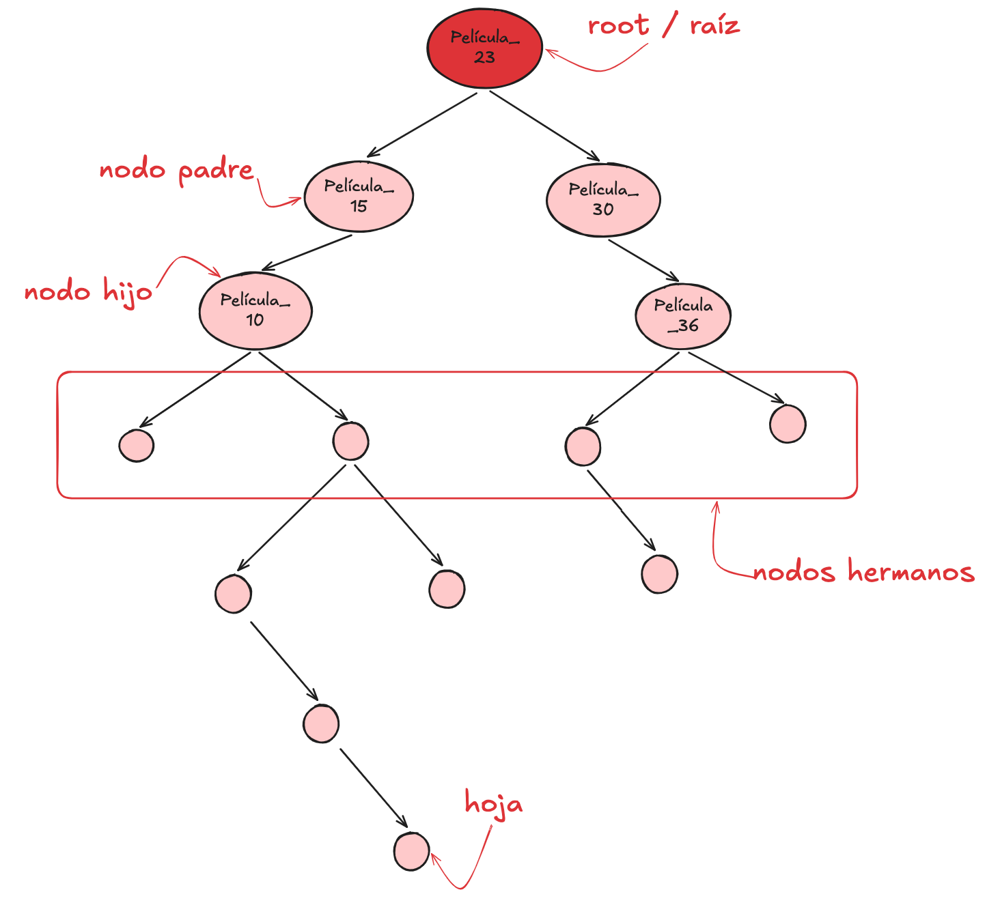 Película_
23
root / raíz
nodo padre
Película_
15
Película_
30
nodo hijo
Película_
10
Película
_36
nodos hermanos
hoja